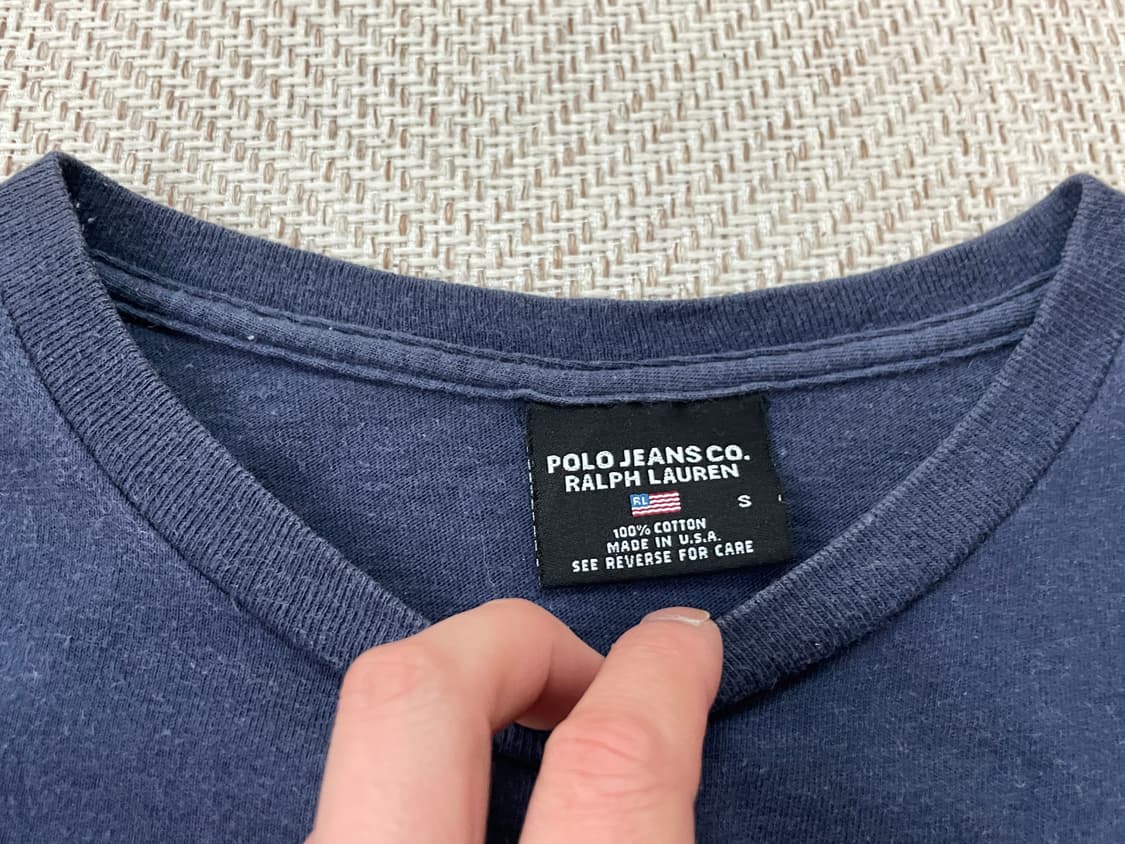 POLO JEANS CO.
RALPH LAUREN
RL
S
100% COTTON
MADE IN U.S.A.
SEE REVERSE FOR CARE